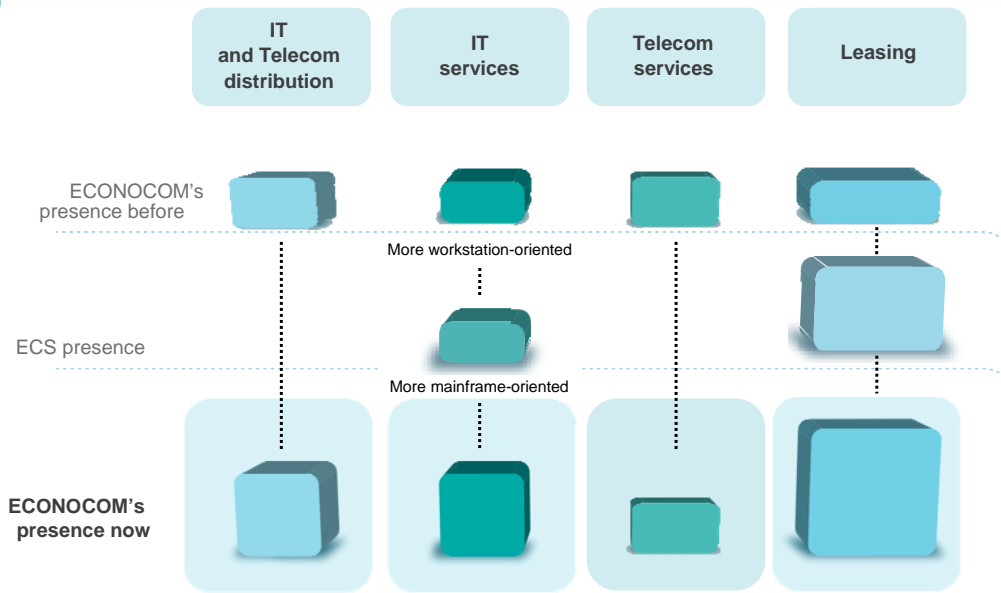 IT
and Telecom
distribution
IT
services
Telecom
services
Leasing
ECONOCOM's
presence before
More workstation-oriented
ECS presence
More mainframe-oriented
ECONOCOM's
presence now